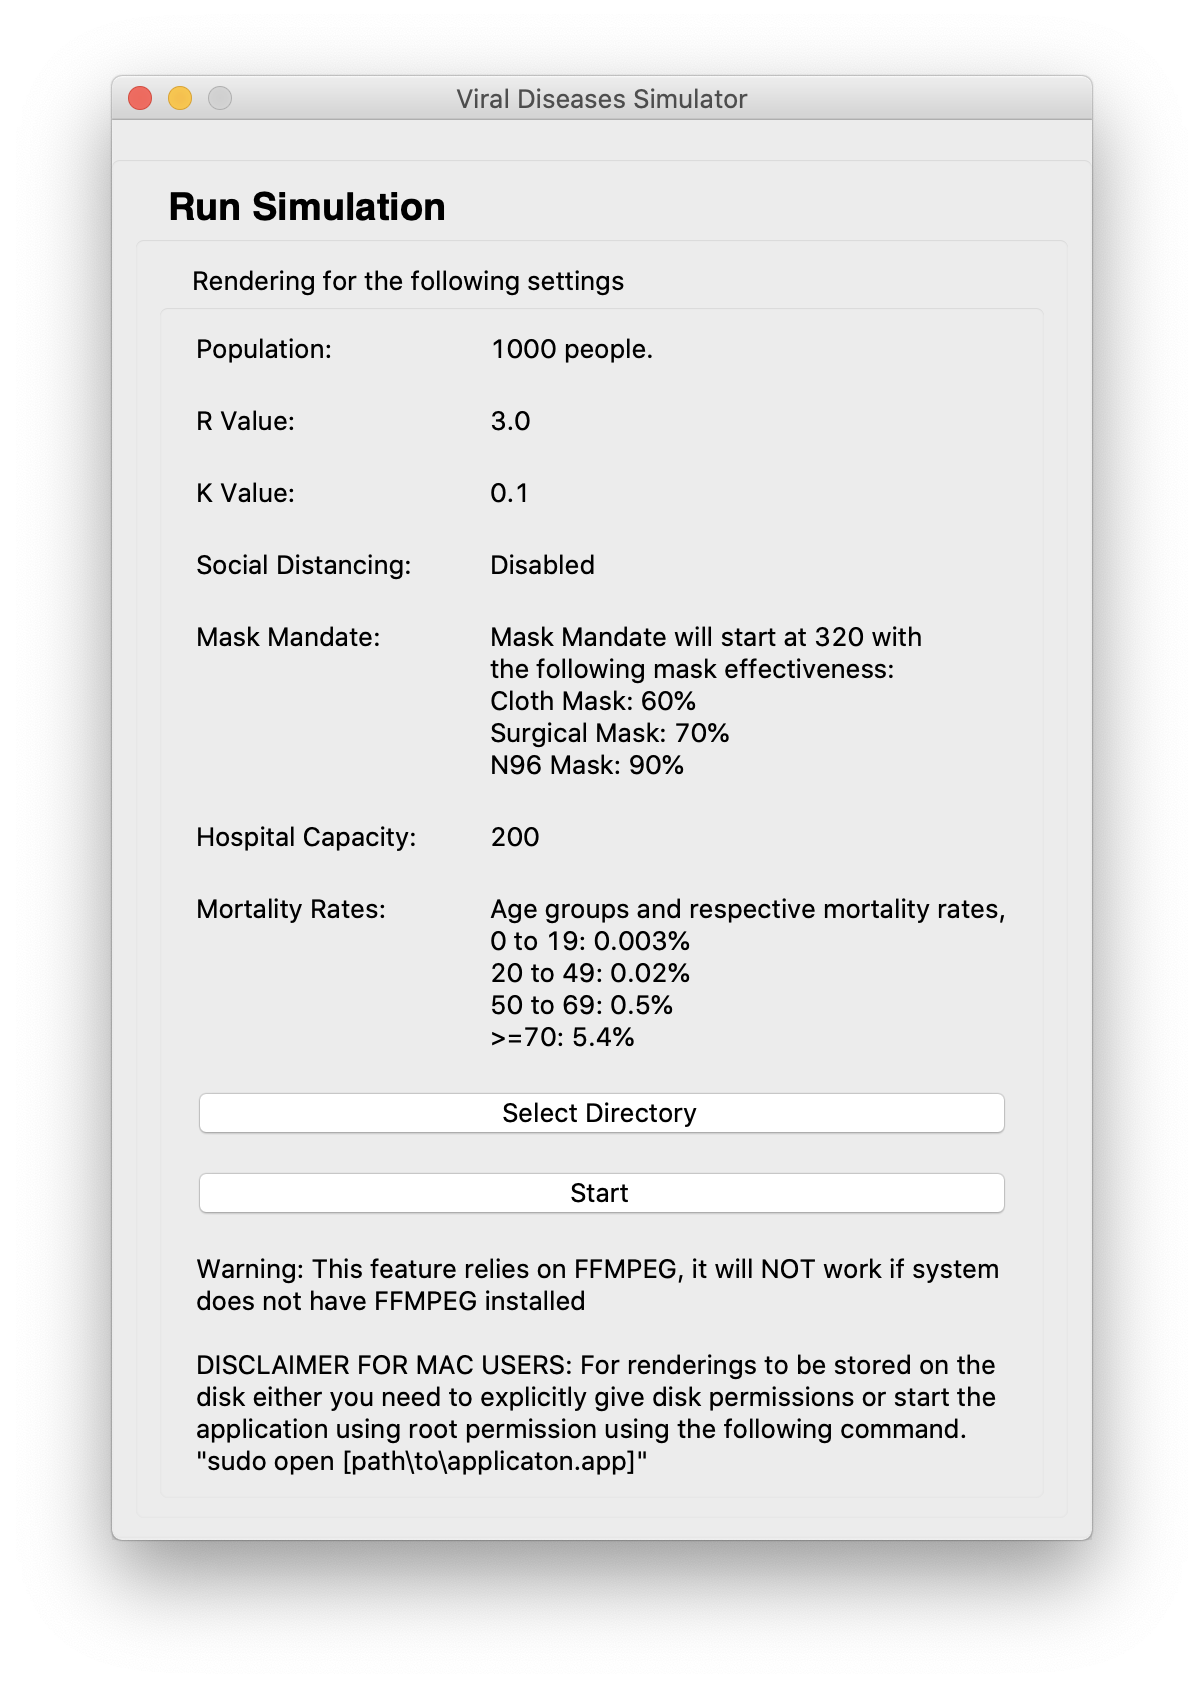 Viral Diseases Simulator
Run Simulation
Rendering for the following settings
Population: 1000 people.
R Value: 3.0
K Value: 0.1
Social Distancing: Disabled
Mask Mandate: Mask Mandate will start at 320 with
the following mask effectiveness:
Cloth Mask: 60%
Surgical Mask: 70%
N96 Mask: 90%
Hospital Capacity: 200
Mortality Rates: Age groups and respective mortality rates,
0 to 19: 0.003%
20 to 49: 0.02%
50 to 69: 0.5%
>=70: 5.4%
Select Directory
Start
Warning: This feature relies on FFMPEG, it will NOT work if system
does not have FFMPEG installed
DISCLAIMER FOR MAC USERS: For renderings to be stored on the
disk either you need to explicitly give disk permissions or start the
application using root permission using the following command.
"sudo open [path\to\applicaton.app]"